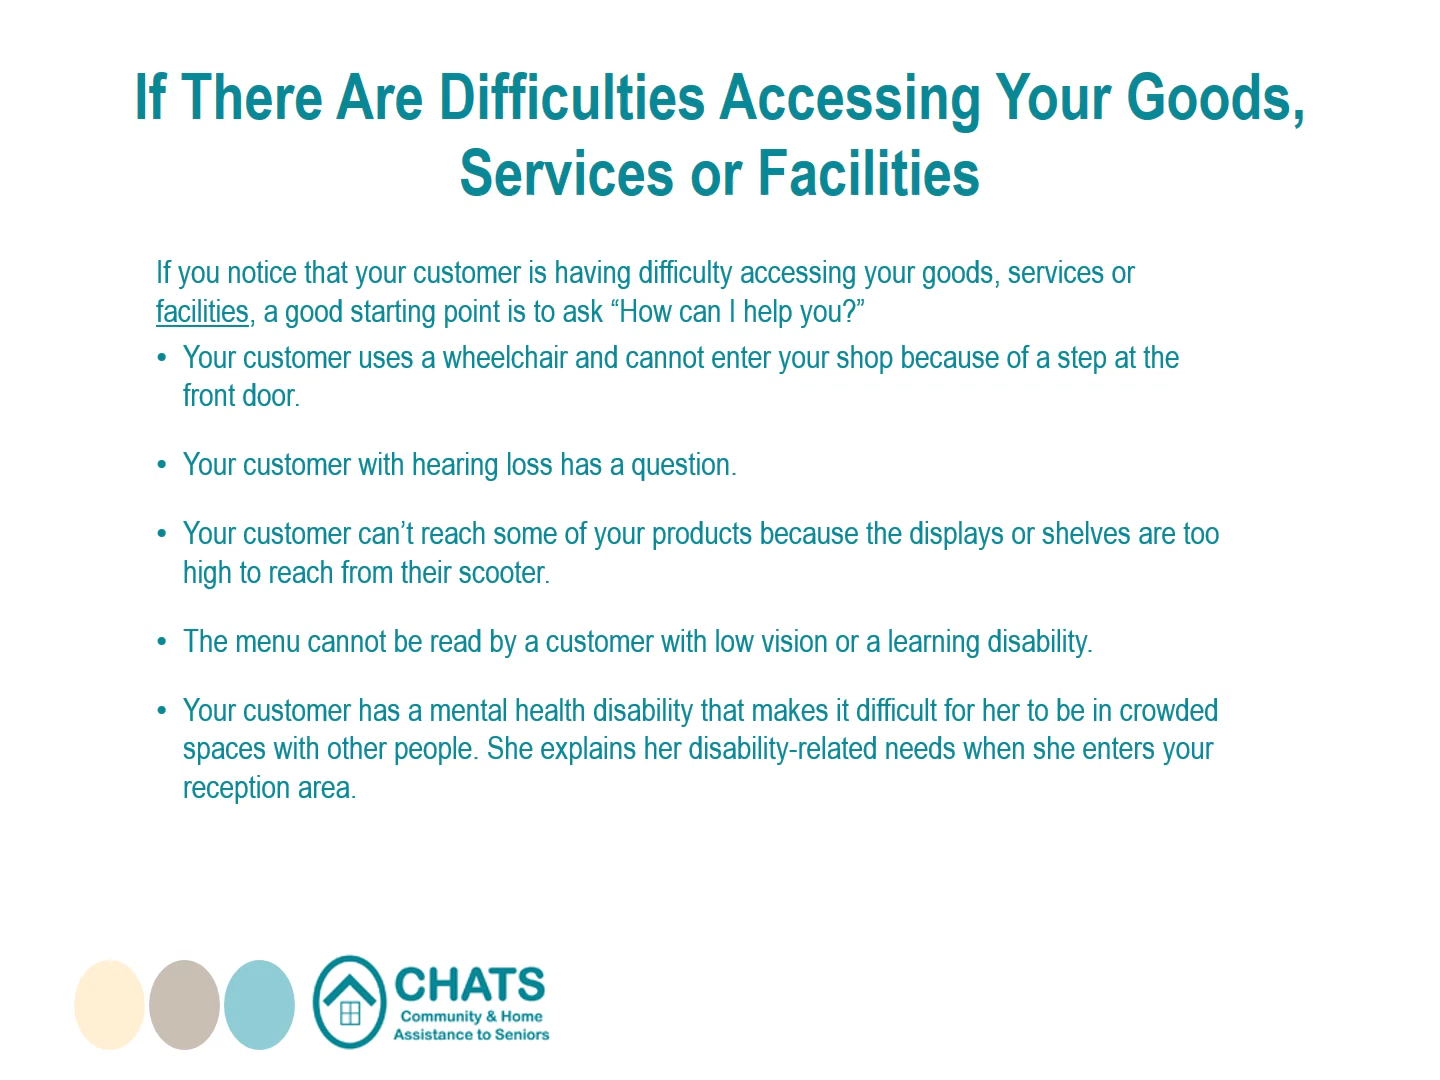 If There Are Difficulties Accessing Your Goods,
Services or Facilities
If you notice that your customer is having difficulty accessing your goods, services or
facilities, a good starting point is to ask “How can I help you?”
• Your customer uses a wheelchair and cannot enter your shop because of a step at the
front door.
• Your customer with hearing loss has a question.
• Your customer can’t reach some of your products because the displays or shelves are too
high to reach from their scooter.
• The menu cannot be read by a customer with low vision or a learning disability.
• Your customer has a mental health disability that makes it difficult for her to be in crowded
spaces with other people. She explains her disability-related needs when she enters your
reception area.
CHATS
Community & Home
Assistance to Seniors